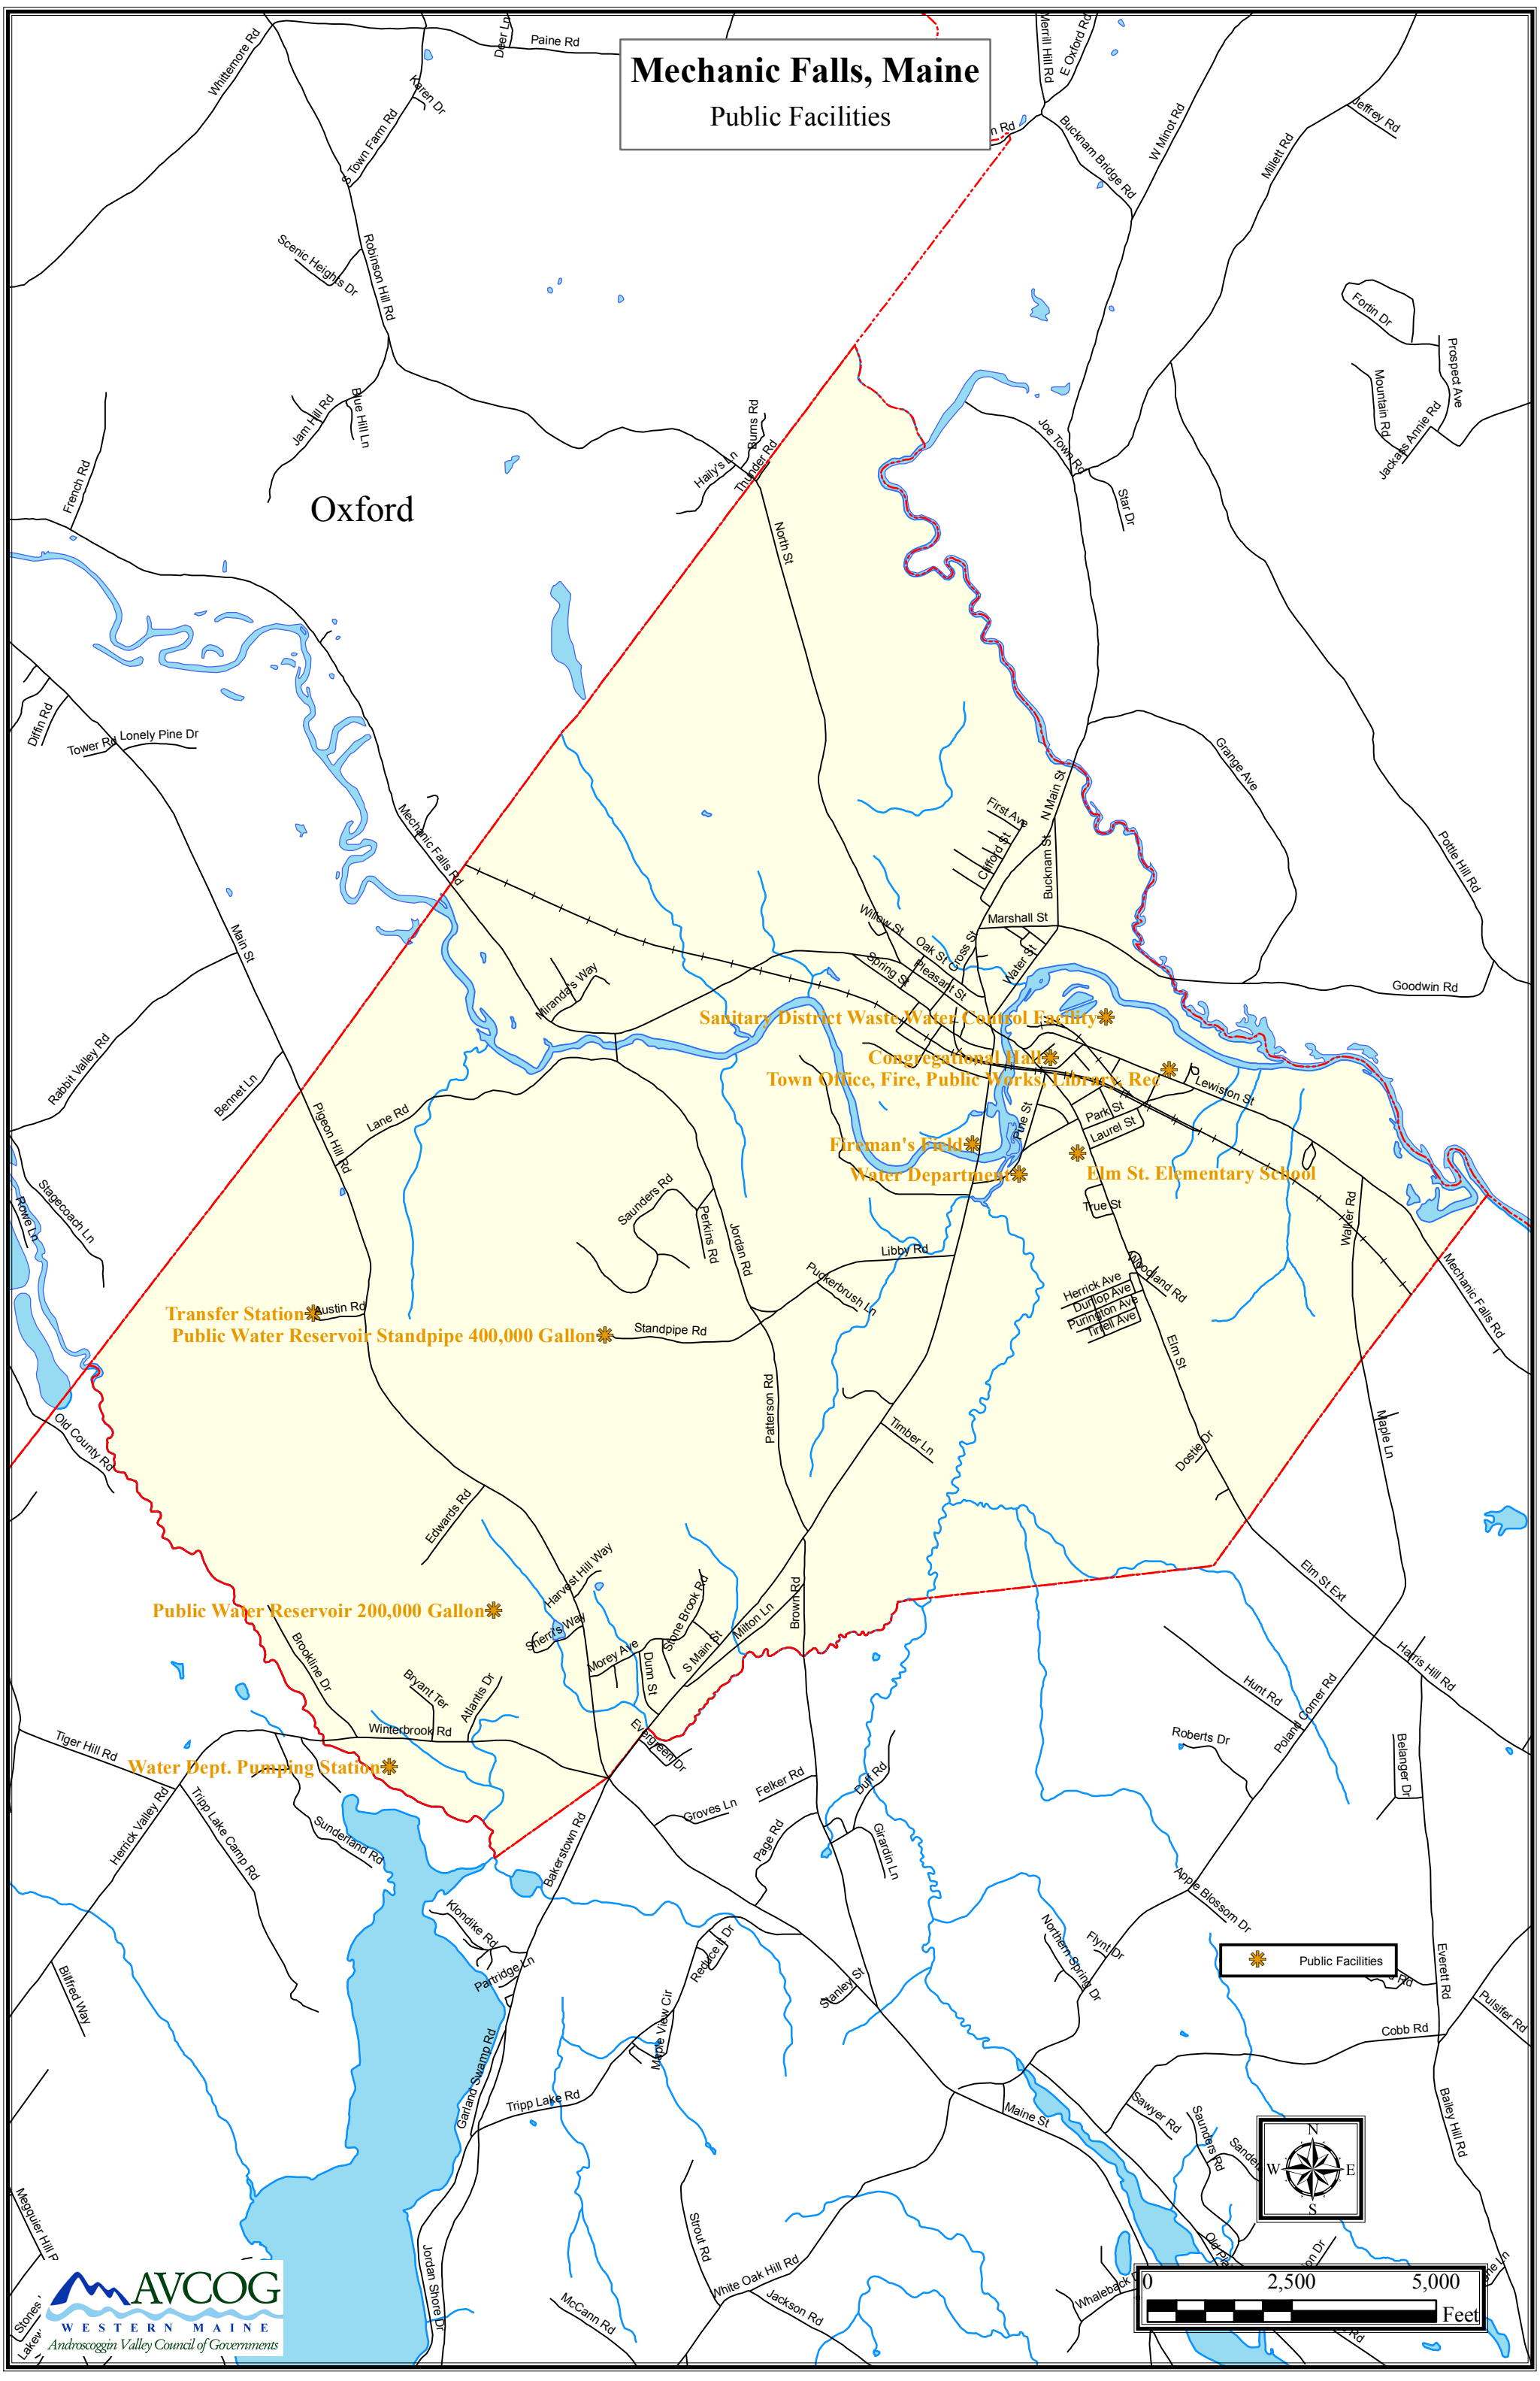 Mechanic Falls, Maine
Public Facilities
Whittemore Rd
Deer Ln
Paine Rd
Karen Dr
S Town Farm Rd
Merrill Hill Rd
E Oxford Rd
n Rd
Bucknam Bridge Rd
W Minot Rd
Millett Rd
Jeffrey Rd
Scenic Heights Dr
Robinson Hill Rd
Fortin Dr
Prospect Ave
Mountain Rd
Jackass Annie Rd
Jam Hill Rd
Blue Hill Ln
Burns Rd
Hally's Ln
Thunder Rd
Joe Town Rd
Star Dr
French Rd
Oxford
North St
Diffin Rd
Tower Rd
Lonely Pine Dr
Grange Ave
Mechanic Falls Rd
First Ave
N Main St
Clifford St
Bucknam St
Pottle Hill Rd
Main St
Willow St
Marshall St
Oak St
Cross St
Spring St
Pleasant St
Water St
Miranda's Way
Goodwin Rd
Sanitary District Waste Water Control Facility
Congregational Hall
Town Office, Fire, Public Works, Library, Rec
Lewiston St
Rabbit Valley Rd
Bennet Ln
Pigeon Hill Rd
Lane Rd
Park St
Laurel St
Pine St
Fireman's Field
Water Department
Elm St. Elementary School
Stagecoach Ln
Rowe Ln
Saunders Rd
Perkins Rd
Jordan Rd
True St
Walker Rd
Libby Rd
Puckerbrush Ln
Woodland Rd
Herrick Ave
Dunlop Ave
Purington Ave
Tirrell Ave
Mechanic Falls Rd
Transfer Station
Austin Rd
Public Water Reservoir Standpipe 400,000 Gallon
Standpipe Rd
Elm St
Patterson Rd
Old County Rd
Timber Ln
Dostie Dr
Maple Ln
Edwards Rd
Harvest Hill Way
Elm St Ext
Public Water Reservoir 200,000 Gallon
Sherri's Way
Stone Brook Rd
Milton Ln
Brown Rd
Brookline Dr
Morey Ave
Dunn St
S Main St
Harris Hill Rd
Bryant Ter
Atlantis Dr
Hunt Rd
Poland Corner Rd
Winterbrook Rd
Evergreen Dr
Tiger Hill Rd
Roberts Dr
Belanger Dr
Water Dept. Pumping Station
Felker Rd
Duff Rd
Herrick Valley Rd
Tripp Lake Camp Rd
Sunderland Rd
Groves Ln
Page Rd
Girardin Ln
Bakerstown Rd
Apple Blossom Dr
Klondike Rd
Partridge Ln
Reduce It Dr
Northern Spring Dr
Flynt Dr
Everett Rd
Public Facilities
Billfred Way
Stanley St
Pulsifer Rd
Maple View Cir
Cobb Rd
Garland Swamp Rd
Tripp Lake Rd
Maine St
Sawyer Rd
Saunders Rd
Bailey Hill Rd
N
W
E
S
Megquier Hill R
Jordan Shore Dr
Strout Rd
White Oak Hill Rd
Jackson Rd
McCann Rd
Whaleback
Old Pla
on Dr
Stones
Lakew
AVCOG
WESTERN MAINE
Androscoggin Valley Council of Governments
0
2,500
5,000
Feet